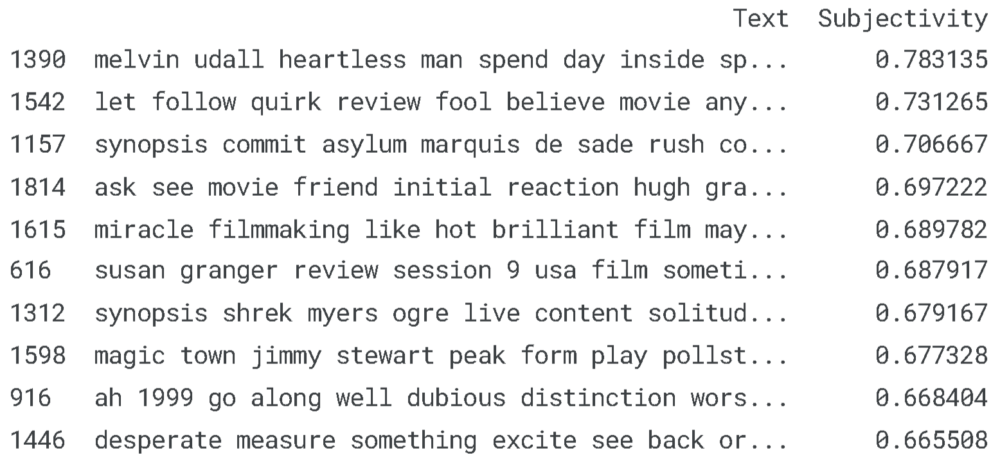 Text Subjectivity
1390 melvin udall heartless man spend day inside sp... 0.783135
1542 let follow quirk review fool believe movie any... 0.731265
1157 synopsis commit asylum marquis de sade rush co... 0.706667
1814 ask see movie friend initial reaction hugh gra... 0.697222
1615 miracle filmmaking like hot brilliant film may... 0.689782
616 susan granger review session 9 usa film someti... 0.687917
1312 synopsis shrek myers ogre live content solitud... 0.679167
1598 magic town jimmy stewart peak form play pollst... 0.677328
916 ah 1999 go along well dubious distinction wors... 0.668404
1446 desperate measure something excite see back or... 0.665508